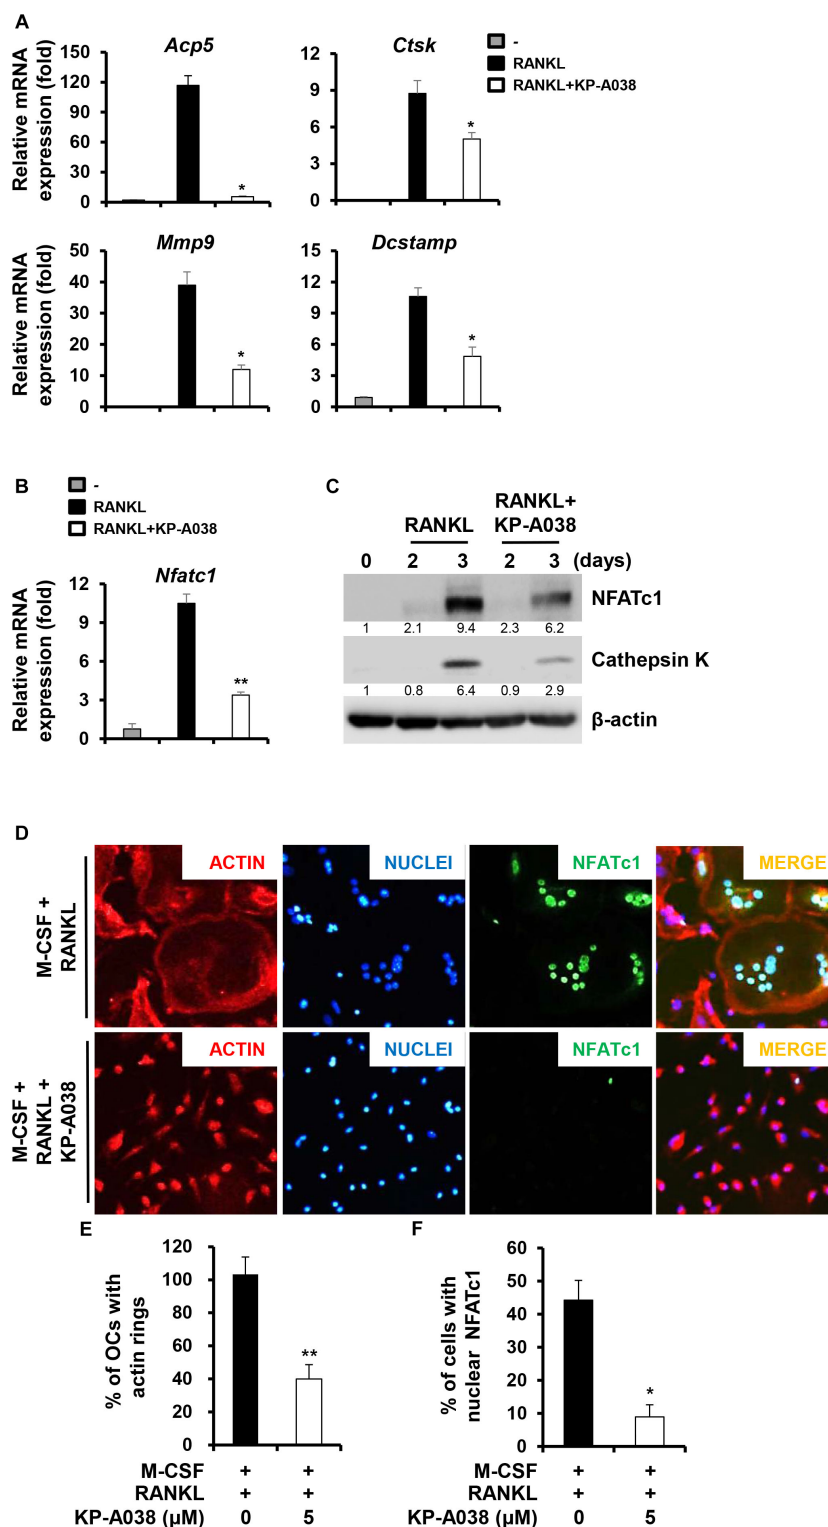 A
Acp5
Relative mRNA
expression (fold)
150
120
90
60
30
0
*
Ctsk
12
9
6
3
0
*
-
RANKL
RANKL+KP-A038
Mmp9
Relative mRNA
expression (fold)
50
40
30
20
10
0
*
Dcstamp
15
12
9
6
3
0
*
B
-
RANKL
RANKL+KP-A038
Nfatc1
Relative mRNA
expression (fold)
12
9
6
3
0
**
C
RANKL
RANKL+
KP-A038
0 2 3 2 3 (days)
NFATc1
1 2.1 9.4 2.3 6.2
Cathepsin K
1 0.8 6.4 0.9 2.9
β-actin
D
M-CSF +
RANKL
ACTIN NUCLEI NFATc1 MERGE
M-CSF +
RANKL +
KP-A038
ACTIN NUCLEI NFATc1 MERGE
E
% of OCs with
actin rings
120
100
80
60
40
20
0
**
M-CSF + +
RANKL + +
KP-A038 (μM) 0 5
F
% of cells with
nuclear NFATc1
60
50
40
30
20
10
0
*
M-CSF + +
RANKL + +
KP-A038 (μM) 0 5